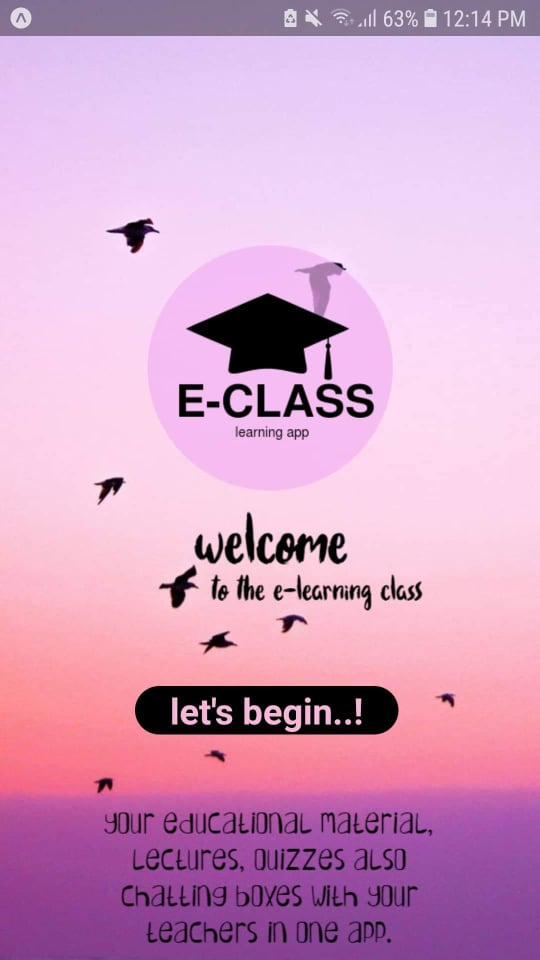 63% 12:14 PM
E-CLASS
learning app
welcome
to the e-learning class
let's begin..!
your educational material,
Lectures, Quizzes also
Chatting boxes with your
teachers in one app.